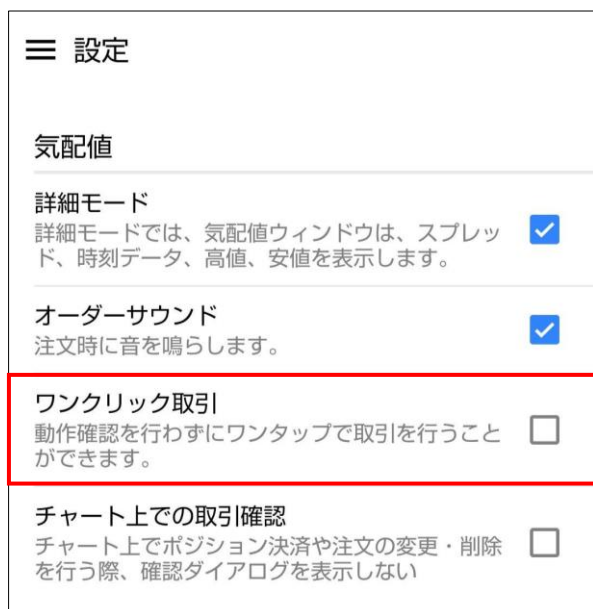 設定
気配値
詳細モード
詳細モードでは、気配値ウィンドウは、スプレッ
ド、時刻データ、高値、安値を表示します。
オーダーサウンド
注文時に音を鳴らします。
ワンクリック取引
動作確認を行わずにワンタップで取引を行うこと
ができます。
チャート上での取引確認
チャート上でポジション決済や注文の変更・削除
を行う際、確認ダイアログを表示しない